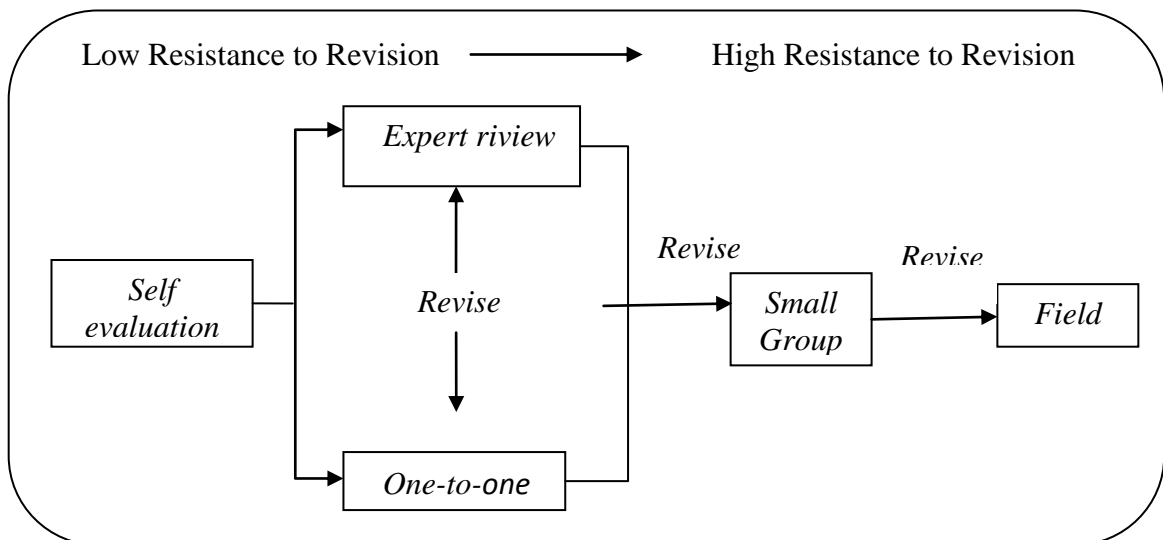 Low Resistance to Revision
High Resistance to Revision
Expert riview
Self
evaluation
Revise
One-to-one
Revise
Small
Group
Revise
Field